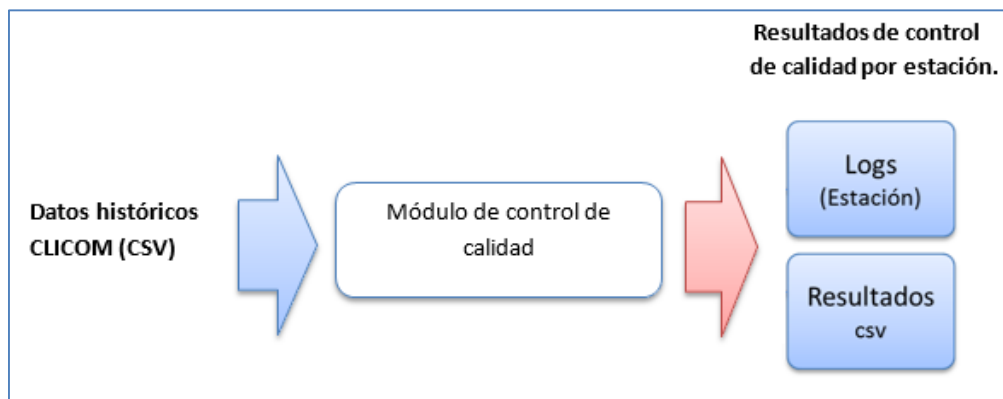 Resultados de control
de calidad por estación.
Datos históricos
CLICOM (CSV)
Módulo de control de
calidad
Logs
(Estación)
Resultados
csv